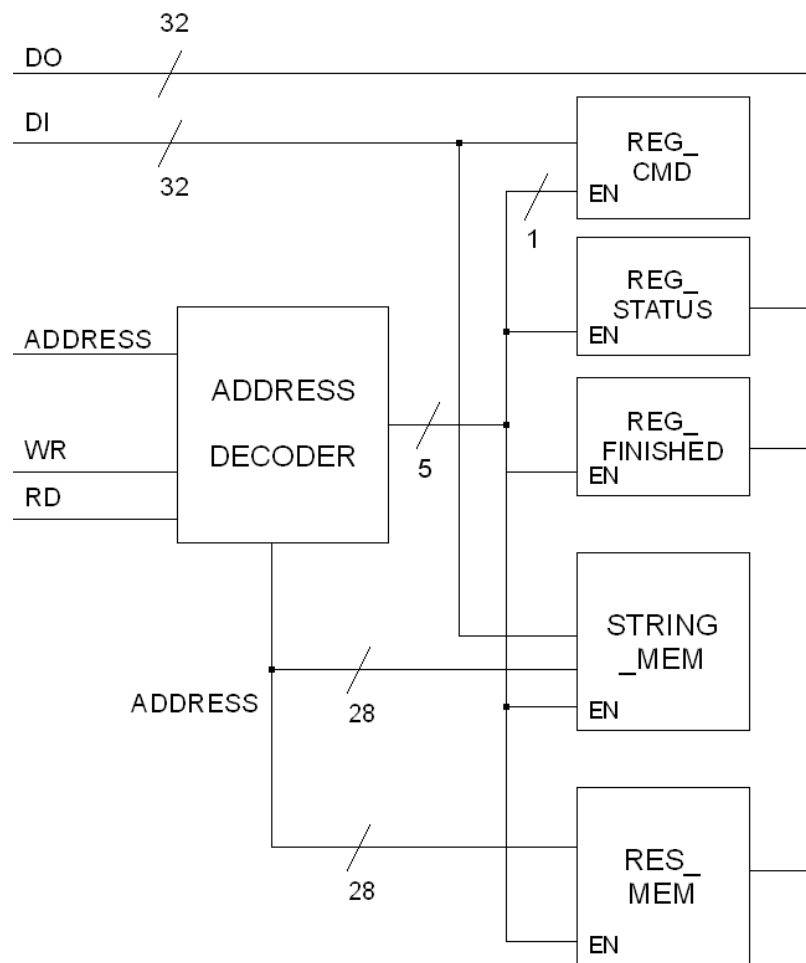 32
DO
DI
32
REG_
CMD
EN
1
REG_
STATUS
EN
ADDRESS
ADDRESS
DECODER
WR
RD
5
REG_
FINISHED
EN
STRING
_MEM
EN
ADDRESS
28
28
RES_
MEM
EN